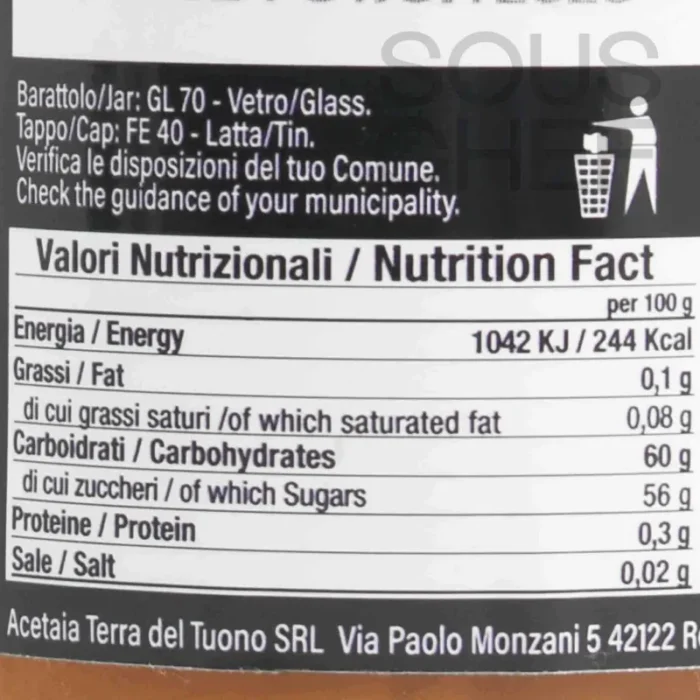 SOUS
CHEF
Barattolo/Jar: GL 70 - Vetro/Glass.
Tappo/Cap: FE 40 - Latta/Tin.
Verifica le disposizioni del tuo Comune.
Check the guidance of your municipality.
Valori Nutrizionali / Nutrition Fact
per 100 g
Energia / Energy 1042 KJ / 244 Kcal
Grassi / Fat 0,1 g
di cui grassi saturi /of which saturated fat 0,08 g
Carboidrati / Carbohydrates 60 g
di cui zuccheri / of which Sugars 56 g
Proteine / Protein 0,3 g
Sale / Salt 0,02 g
Acetaia Terra del Tuono SRL Via Paolo Monzani 5 42122